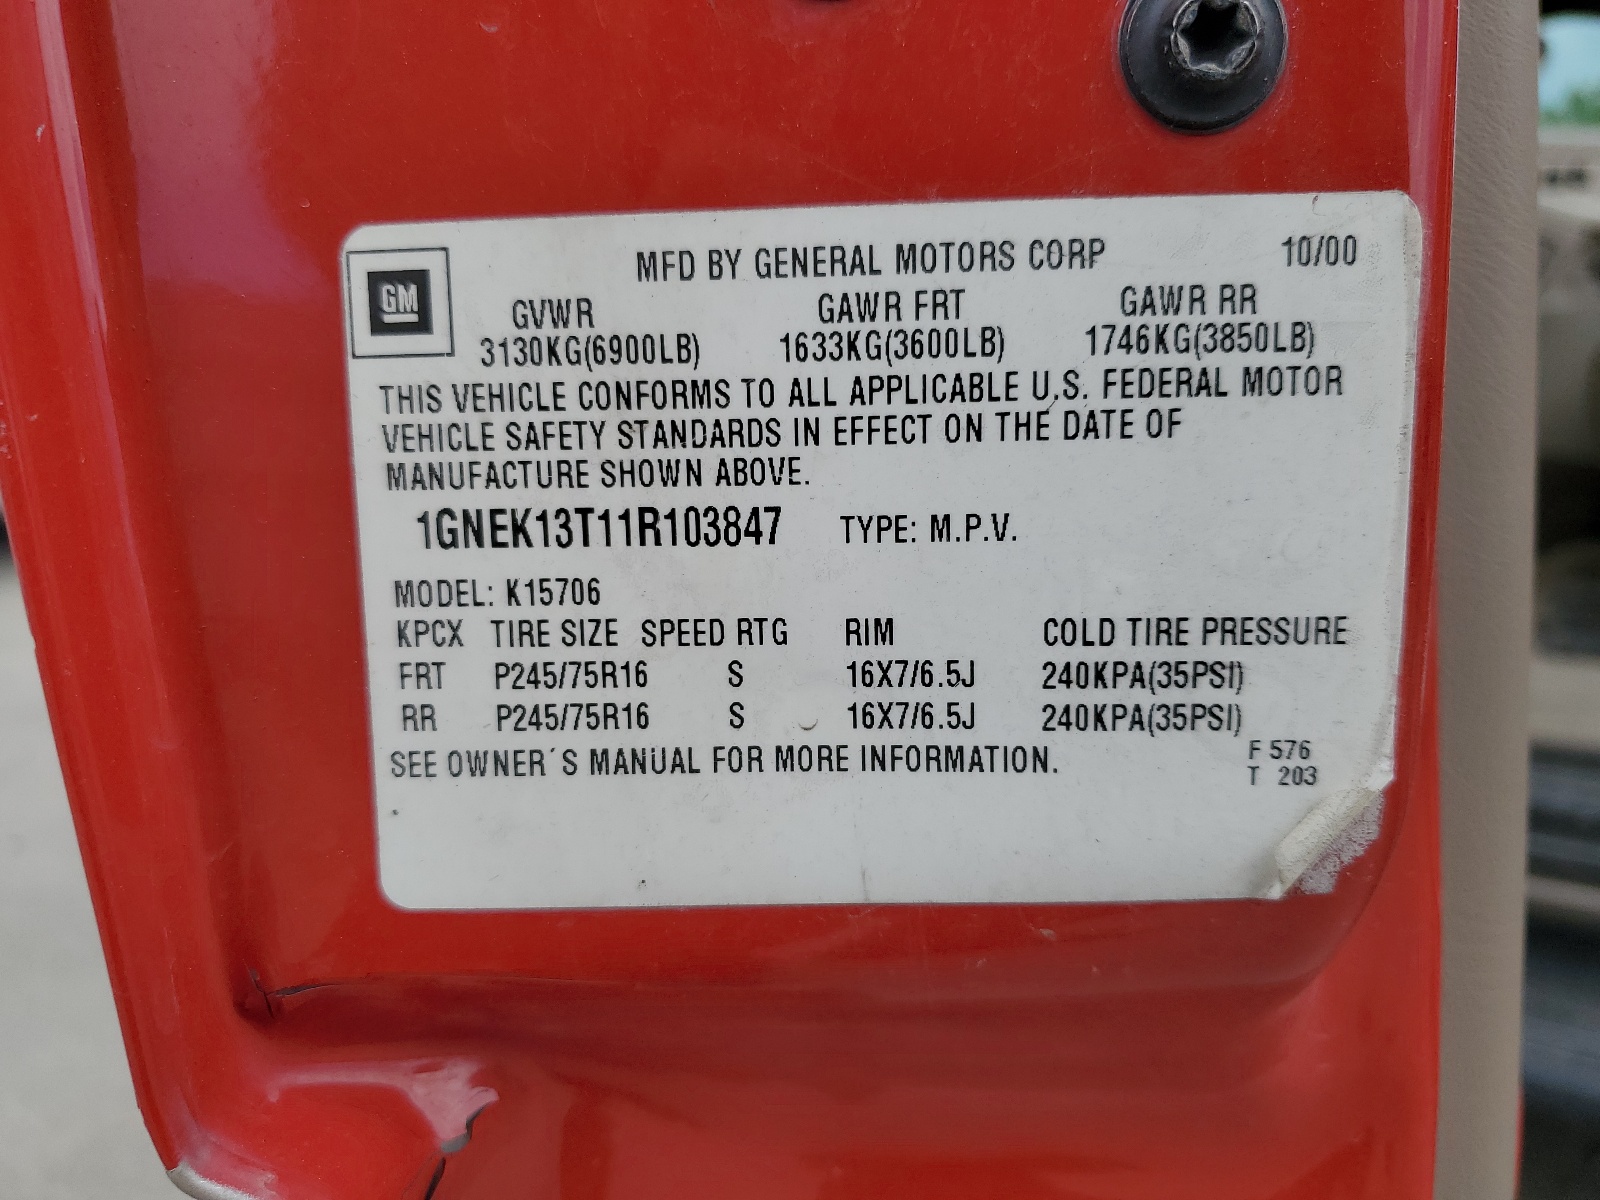 MFD BY GENERAL MOTORS CORP 10/00
GM
GVWR GAWR FRT GAWR RR
3130KG(6900LB) 1633KG(3600LB) 1746KG(3850LB)
THIS VEHICLE CONFORMS TO ALL APPLICABLE U.S. FEDERAL MOTOR
VEHICLE SAFETY STANDARDS IN EFFECT ON THE DATE OF
MANUFACTURE SHOWN ABOVE.
1GNEK13T11R103847 TYPE: M.P.V.
MODEL: K15706
KPCX TIRE SIZE SPEED RTG RIM COLD TIRE PRESSURE
FRT P245/75R16 S 16X7/6.5J 240KPA(35PSI)
RR P245/75R16 S 16X7/6.5J 240KPA(35PSI)
SEE OWNER´S MANUAL FOR MORE INFORMATION. F 576
T 203